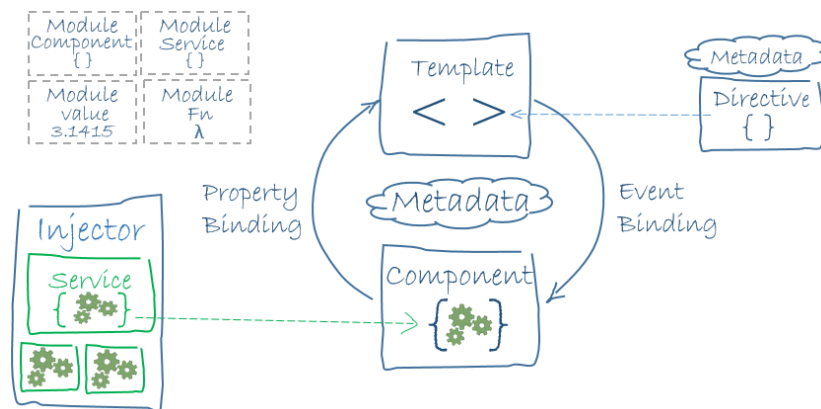 Module
Component
{ }
Module
Service
{ }
Module
value
3.1415
Module
Fn
λ
Template
< >
Metadata
Directive
{ }
Property
Binding
Metadata
Event
Binding
Injector
Service
{ }
Component
{ }